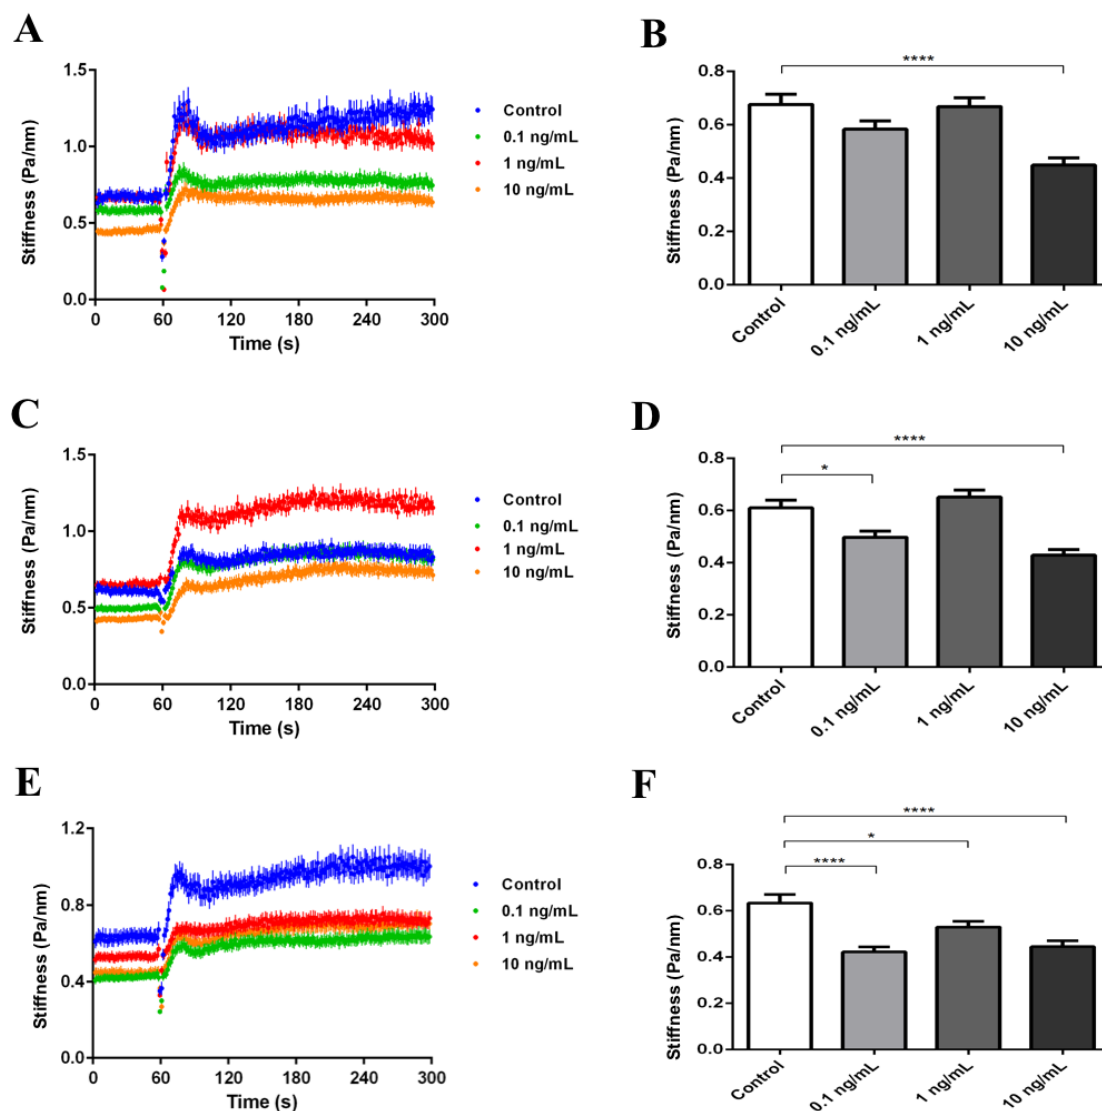 A
Stiffness (Pa/nm)
1.5
1.0
0.5
0.0
0 60 120 180 240 300
Time (s)
Control
0.1 ng/mL
1 ng/mL
10 ng/mL
B
Stiffness (Pa/nm)
****
0.8
0.6
0.4
0.2
0.0
Control 0.1 ng/mL 1 ng/mL 10 ng/mL
C
Stiffness (Pa/nm)
1.5
1.0
0.5
0.0
0 60 120 180 240 300
Time (s)
Control
0.1 ng/mL
1 ng/mL
10 ng/mL
D
Stiffness (Pa/nm)
****
*
0.8
0.6
0.4
0.2
0.0
Control 0.1 ng/mL 1 ng/mL 10 ng/mL
E
Stiffness (Pa/nm)
1.2
0.8
0.4
0.0
0 60 120 180 240 300
Time (s)
Control
0.1 ng/mL
1 ng/mL
10 ng/mL
F
Stiffness (Pa/nm)
****
*
****
0.8
0.6
0.4
0.2
0.0
Control 0.1 ng/mL 1 ng/mL 10 ng/mL